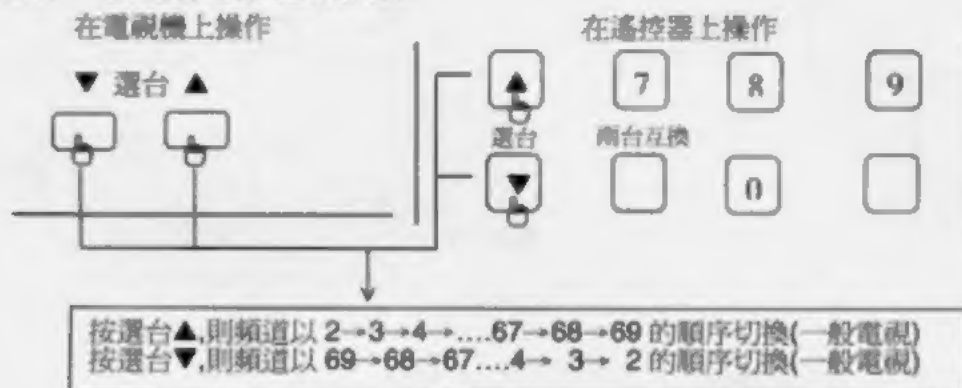 在電視機上操作
▼ 選台 ▲
在遙控器上操作
▲ 7 8 9
選台 兩台互換
▼ 0
按選台▲,則頻道以 2→3→4→....67→68→69 的順序切換(一般電視)
按選台▼,則頻道以 69→68→67....4→ 3→ 2 的順序切換(一般電視)